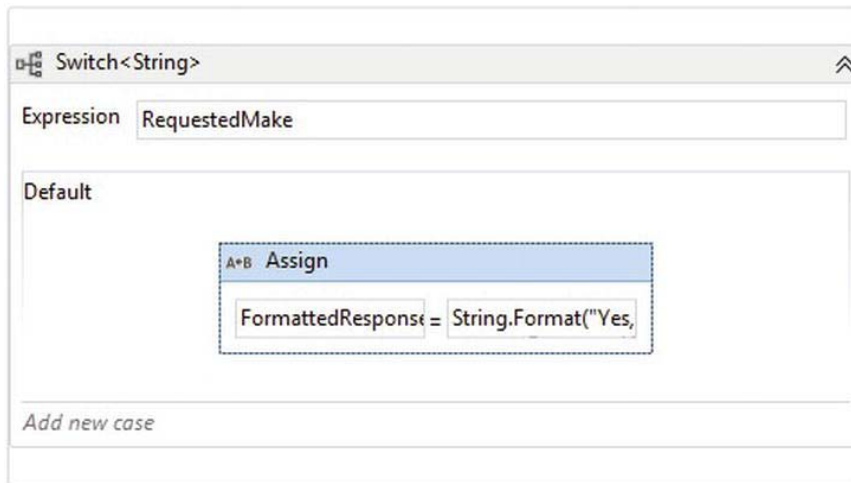 Switch<String>
Expression RequestedMake
Default
A+B Assign
FormattedResponse = String.Format("Yes,
Add new case